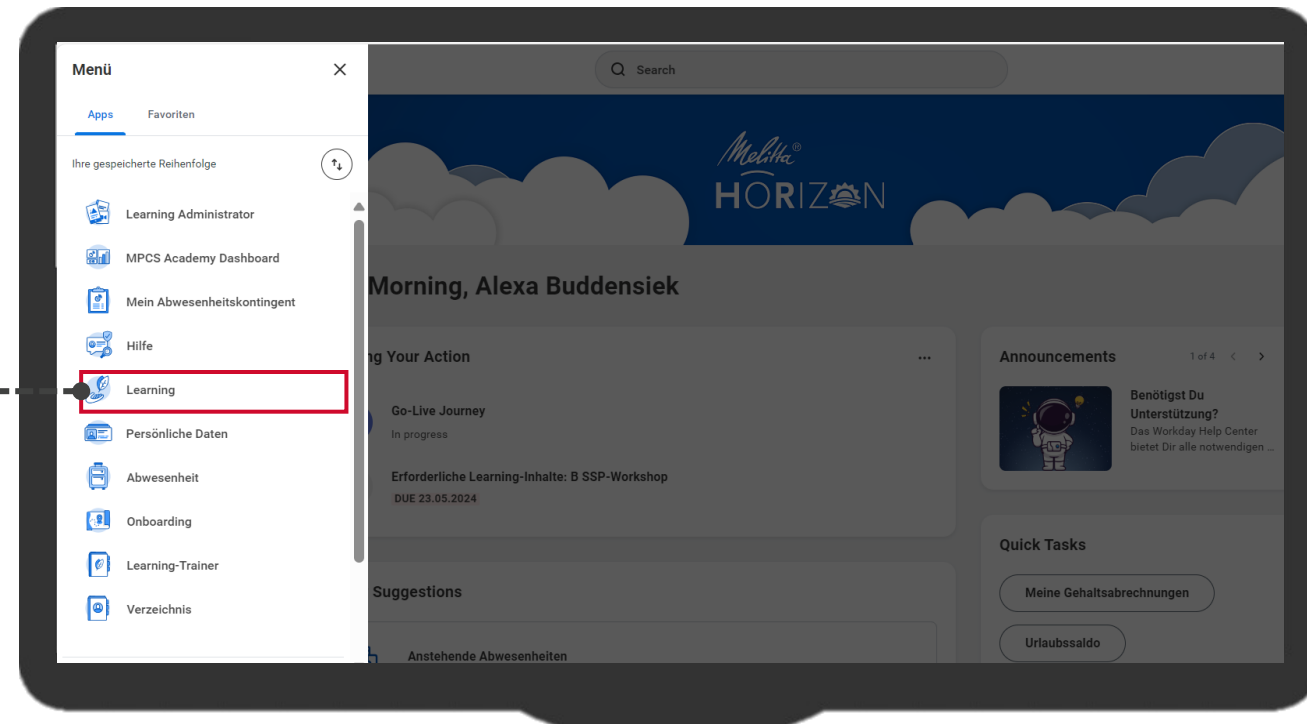 Menü
Apps
Favoriten
Ihre gespeicherte Reihenfolge
Learning Administrator
MPCS Academy Dashboard
Mein Abwesenheitskontingent
Hilfe
Learning
Persönliche Daten
Abwesenheit
Onboarding
Learning-Trainer
Verzeichnis
Search
Melitta®
HORIZON
Morning, Alexa Buddensiek
Your Action
Go-Live Journey
In progress
Erforderliche Learning-Inhalte: B SSP-Workshop
DUE 23.05.2024
Suggestions
Anstehende Abwesenheiten
Announcements
1 of 4
Benötigst Du
Unterstützung?
Das Workday Help Center
bietet Dir alle notwendigen ...
Quick Tasks
Meine Gehaltsabrechnungen
Urlaubssaldo